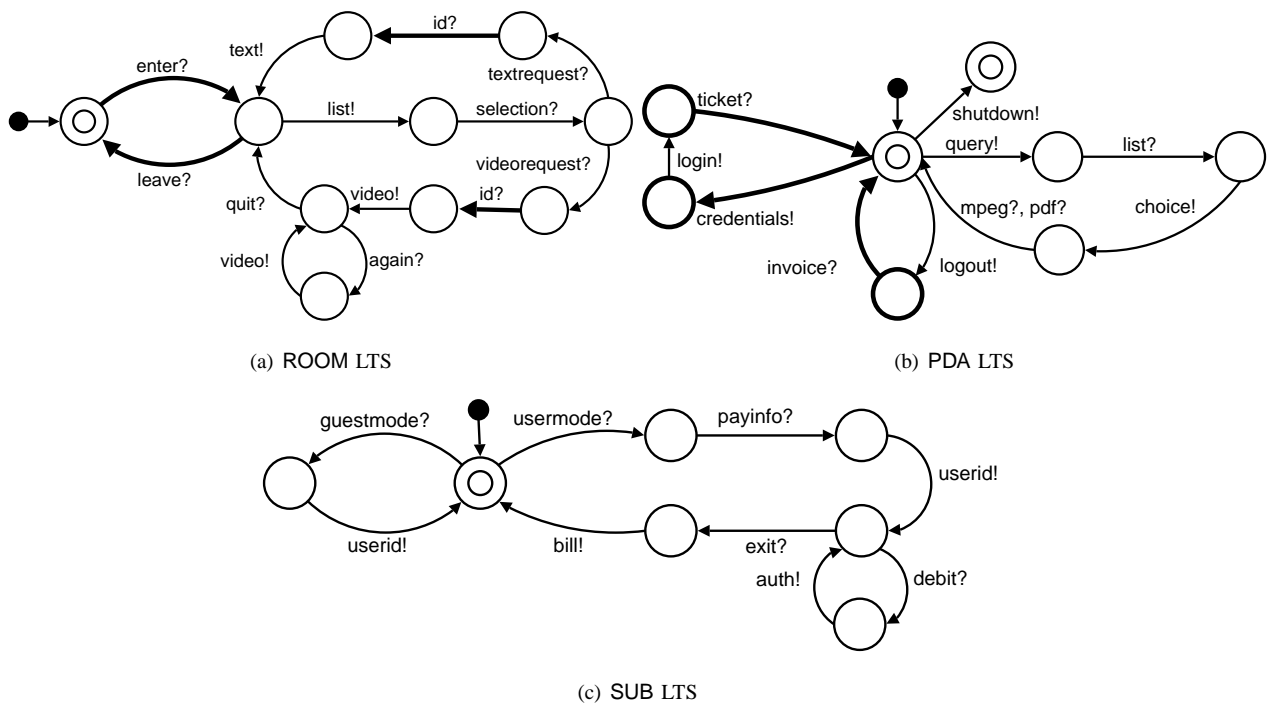 id?
text!
enter?
textrequest?
list!
selection?
leave?
videorequest?
quit?
video!
id?
video!
again?
(a) ROOM LTS
ticket?
shutdown!
login!
query!
list?
credentials!
mpeg?, pdf?
choice!
invoice?
logout!
(b) PDA LTS
guestmode?
usermode?
payinfo?
userid!
userid!
bill!
exit?
auth!
debit?
(c) SUB LTS